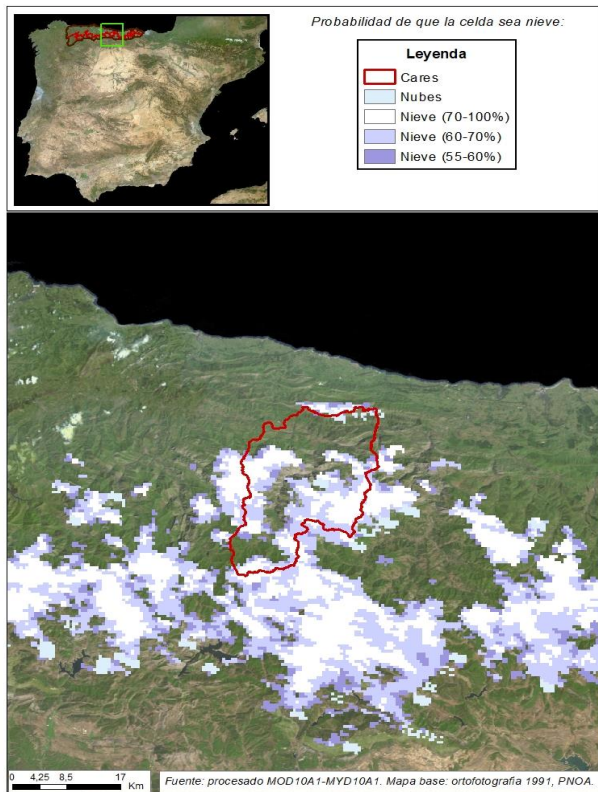 Probabilidad de que la celda sea nieve:
Leyenda
Cares
Nubes
Nieve (70-100%)
Nieve (60-70%)
Nieve (55-60%)
0 4,25 8,5 17
Km
Fuente: procesado MOD10A1-MYD10A1. Mapa base: ortofotografia 1991, PNOA.